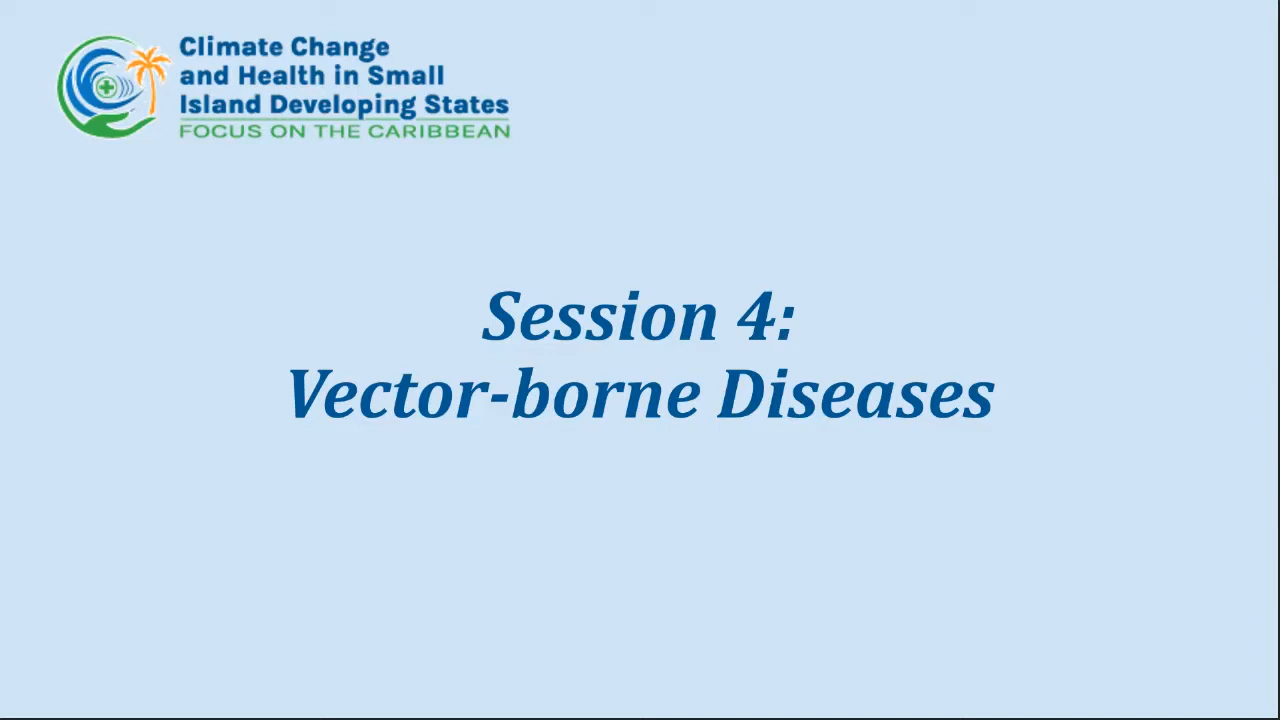 Climate Change
and Health in Small
Island Developing States
FOCUS ON THE CARIBBEAN
Session 4:
Vector-borne Diseases